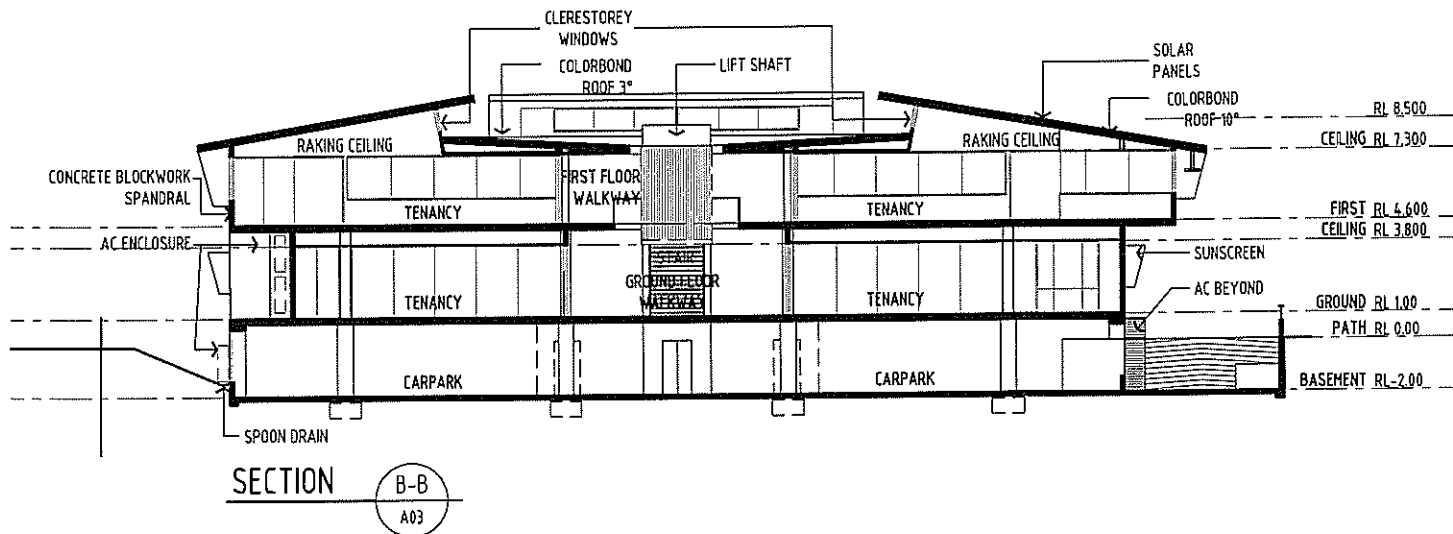 CLERESTOREY
WINDOWS
COLORBOND
ROOF 3°
LIFT SHAFT
SOLAR
PANELS
COLORBOND
ROOF 10°
RL 8,500
RAKING CEILING
RAKING CEILING
CEILING RL 7,300
CONCRETE BLOCKWORK
SPANDRAL
FIRST FLOOR
WALKWAY
TENANCY
TENANCY
FIRST RL 4,600
AC ENCLOSURE
CEILING RL 3,800
STAIR
SUNSCREEN
GROUND FLOOR
WALKWAY
AC BEYOND
TENANCY
TENANCY
GROUND RL 1.00
PATH RL 0.00
CARPARK
CARPARK
BASEMENT RL-2.00
SPOON DRAIN
SECTION
B-B
A03